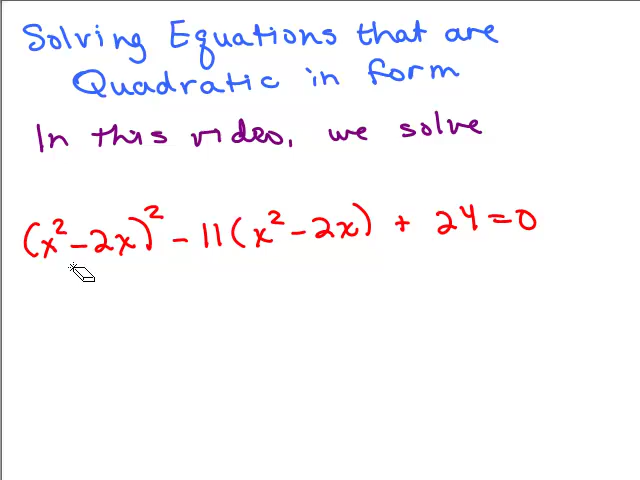 Solving Equations that are
Quadratic in form
In this video, we solve
(x² - 2x)² - 11(x² - 2x) + 24 = 0